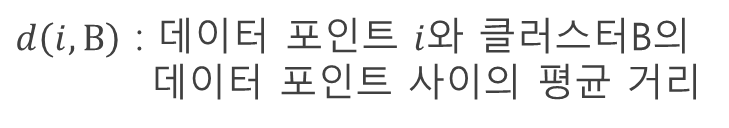 d(i, B) : 데이터 포인트 i와 클러스터B의
데이터 포인트 사이의 평균 거리